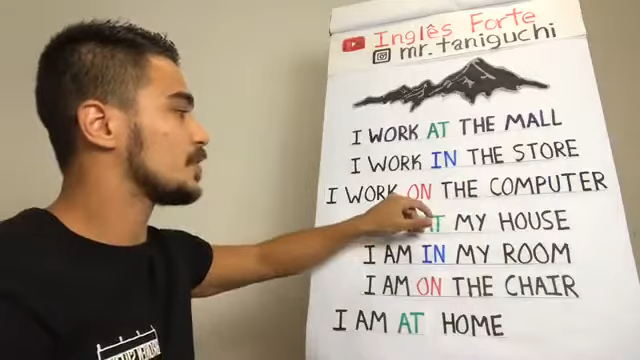 Inglês Forte
mr.taniguchi
I WORK AT THE MALL
I WORK IN THE STORE
I WORK ON THE COMPUTER
MY HOUSE
I AM IN MY ROOM
I AM ON THE CHAIR
I AM AT HOME